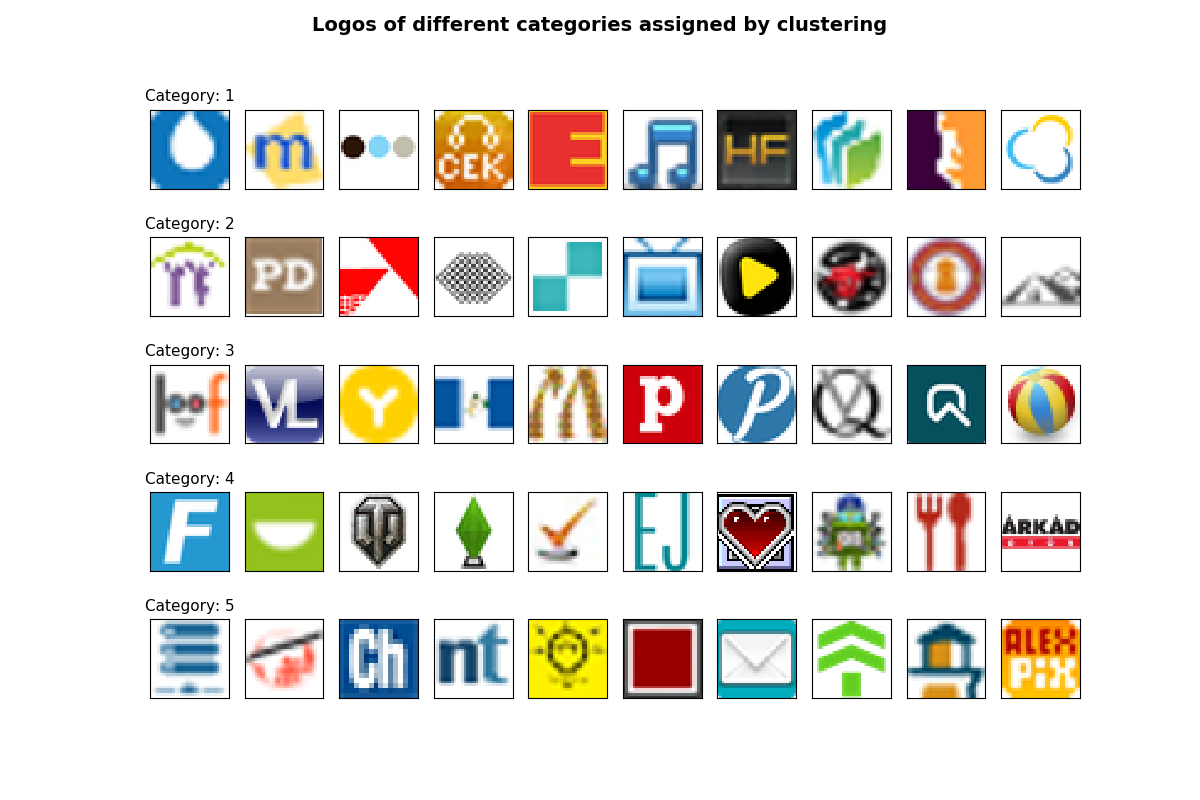 Logos of different categories assigned by clustering
Category: 1
m
CEK
E
HF
Category: 2
PD
Category: 3
VL
Y
M
p
P
Category: 4
F
EJ
ÁRKÁD
Category: 5
Ch
nt
ALEX
PiX